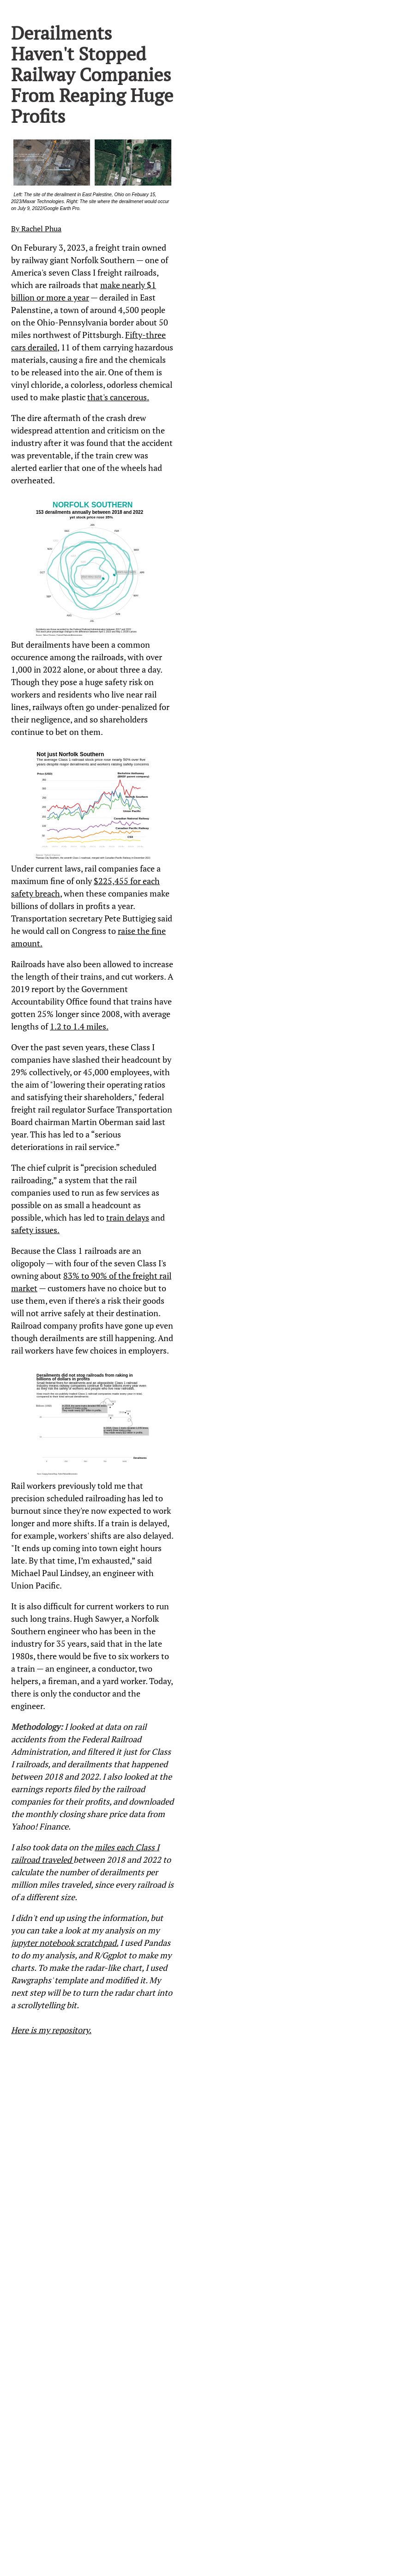 Derailments
Haven't Stopped
Railway Companies
From Reaping Huge
Profits
Left: The site of the derailment in East Palestine, Ohio on Febuary 15,
2023/Maxar Technologies. Right: The site where the derailmenet would occur
on July 9, 2022/Google Earth Pro.
By Rachel Phua
On Feburary 3, 2023, a freight train owned
by railway giant Norfolk Southern — one of
America's seven Class I freight railroads,
which are railroads that make nearly $1
billion or more a year — derailed in East
Palenstine, a town of around 4,500 people
on the Ohio-Pennsylvania border about 50
miles northwest of Pittsburgh. Fifty-three
cars derailed, 11 of them carrying hazardous
materials, causing a fire and the chemicals
to be released into the air. One of them is
vinyl chloride, a colorless, odorless chemical
used to make plastic that's cancerous.
The dire aftermath of the crash drew
widespread attention and criticism on the
industry after it was found that the accident
was preventable, if the train crew was
alerted earlier that one of the wheels had
overheated.
NORFOLK SOUTHERN
153 derailments annually between 2018 and 2022
yet stock price rose 95%
But derailments have been a common
occurence among the railroads, with over
1,000 in 2022 alone, or about three a day.
Though they pose a huge safety risk on
workers and residents who live near rail
lines, railways often go under-penalized for
their negligence, and so shareholders
continue to bet on them.
Not just Norfolk Southern
The average Class 1 railroad stock price rose nearly 50% over five
years despite major derailments and workers raising safety concerns
Price (USD)
Berkshire Hathaway
(BNSF parent company)
Norfolk Southern
Union Pacific
Canadian National Railway
Canadian Pacific Railway
CSX
Under current laws, rail companies face a
maximum fine of only $225,455 for each
safety breach, when these companies make
billions of dollars in profits a year.
Transportation secretary Pete Buttigieg said
he would call on Congress to raise the fine
amount.
Railroads have also been allowed to increase
the length of their trains, and cut workers. A
2019 report by the Government
Accountability Office found that trains have
gotten 25% longer since 2008, with average
lengths of 1.2 to 1.4 miles.
Over the past seven years, these Class I
companies have slashed their headcount by
29% collectively, or 45,000 employees, with
the aim of "lowering their operating ratios
and satisfying their shareholders," federal
freight rail regulator Surface Transportation
Board chairman Martin Oberman said last
year. This has led to a “serious
deteriorations in rail service.”
The chief culprit is “precision scheduled
railroading,” a system that the rail
companies used to run as few services as
possible on as small a headcount as
possible, which has led to train delays and
safety issues.
Because the Class 1 railroads are an
oligopoly — with four of the seven Class I's
owning about 83% to 90% of the freight rail
market — customers have no choice but to
use them, even if there's a risk their goods
will not arrive safely at their destination.
Railroad company profits have gone up even
though derailments are still happening. And
rail workers have few choices in employers.
Derailments did not stop railroads from raking in
billions of dollars in profits
Derailments
Rail workers previously told me that
precision scheduled railroading has led to
burnout since they're now expected to work
longer and more shifts. If a train is delayed,
for example, workers' shifts are also delayed.
"It ends up coming into town eight hours
late. By that time, I’m exhausted,” said
Michael Paul Lindsey, an engineer with
Union Pacific.
It is also difficult for current workers to run
such long trains. Hugh Sawyer, a Norfolk
Southern engineer who has been in the
industry for 35 years, said that in the late
1980s, there would be five to six workers to
a train — an engineer, a conductor, two
helpers, a fireman, and a yard worker. Today,
there is only the conductor and the
engineer.
Methodology: I looked at data on rail
accidents from the Federal Railroad
Administration, and filtered it just for Class
I railroads, and derailments that happened
between 2018 and 2022. I also looked at the
earnings reports filed by the railroad
companies for their profits, and downloaded
the monthly closing share price data from
Yahoo! Finance.
I also took data on the miles each Class I
railroad traveled between 2018 and 2022 to
calculate the number of derailments per
million miles traveled, since every railroad is
of a different size.
I didn't end up using the information, but
you can take a look at my analysis on my
jupyter notebook scratchpad. I used Pandas
to do my analysis, and R/Ggplot to make my
charts. To make the radar-like chart, I used
Rawgraphs' template and modified it. My
next step will be to turn the radar chart into
a scrollytelling bit.
Here is my repository.